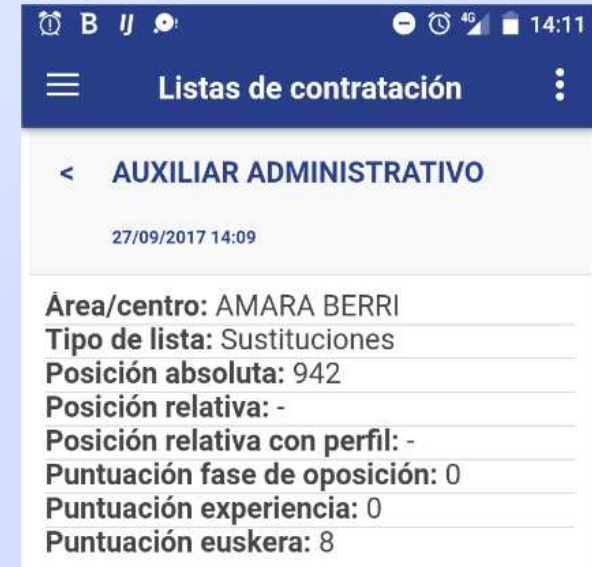 B IJ 4G 14:11
Listas de contratación
< AUXILIAR ADMINISTRATIVO
27/09/2017 14:09
Área/centro: AMARA BERRI
Tipo de lista: Sustituciones
Posición absoluta: 942
Posición relativa: -
Posición relativa con perfil: -
Puntuación fase de oposición: 0
Puntuación experiencia: 0
Puntuación euskera: 8